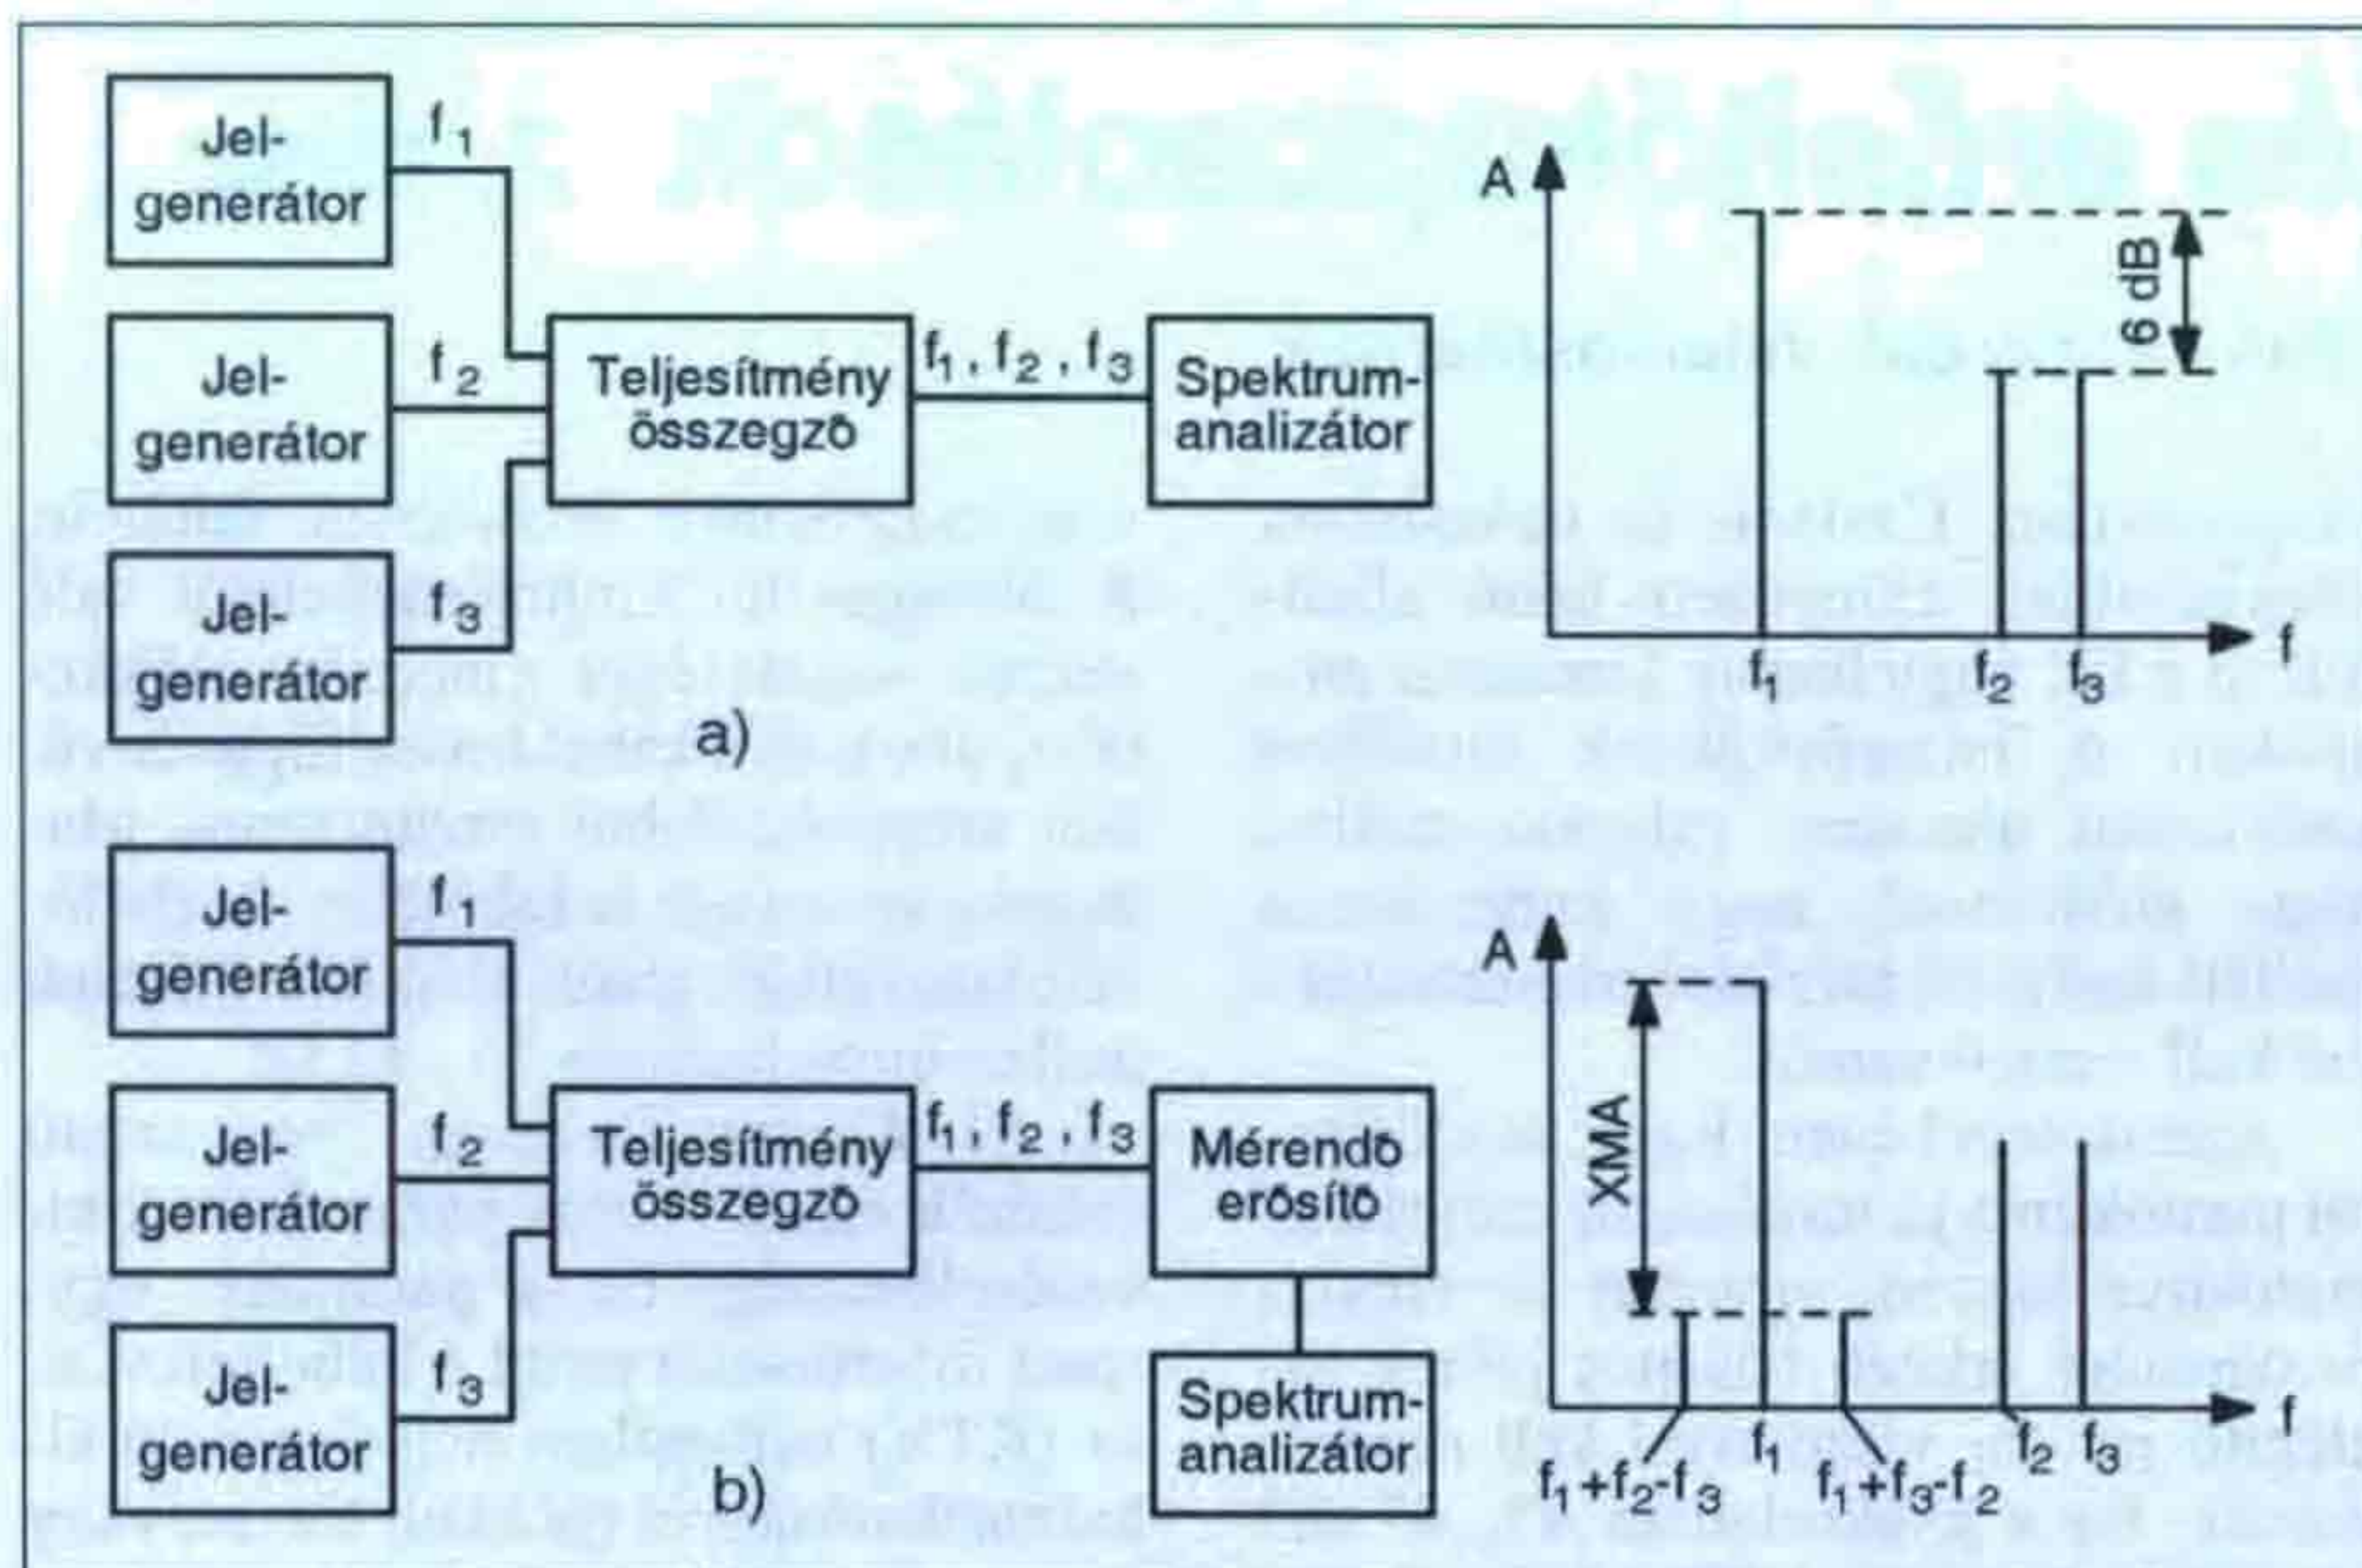 Jel-
generátor
f₁
Jel-
generátor
f₂
Jel-
generátor
f₃
Teljesítmény
összegző
f₁, f₂, f₃
Spektrum-
analizátor
a)
A
6 dB
f₁
f₂
f₃
f
Jel-
generátor
f₁
Jel-
generátor
f₂
Jel-
generátor
f₃
Teljesítmény
összegző
f₁, f₂, f₃
Mérendő
erősítő
Spektrum-
analizátor
b)
A
XMA
f₁+f₂-f₃
f₁
f₁+f₃-f₂
f₂
f₃
f